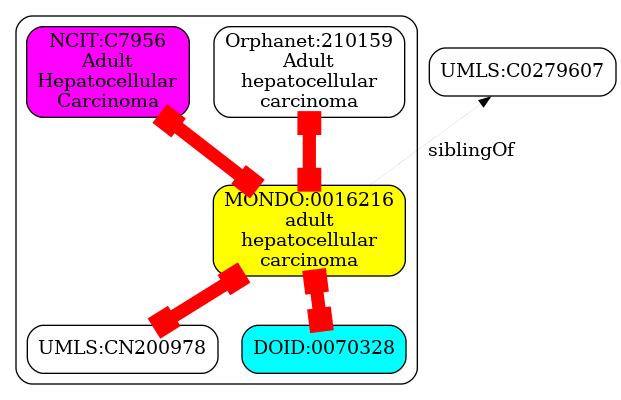 NCIT:C7956
Adult
Hepatocellular
Carcinoma
Orphanet:210159
Adult
hepatocellular
carcinoma
UMLS:C0279607
siblingOf
MONDO:0016216
adult
hepatocellular
carcinoma
UMLS:CN200978
DOID:0070328